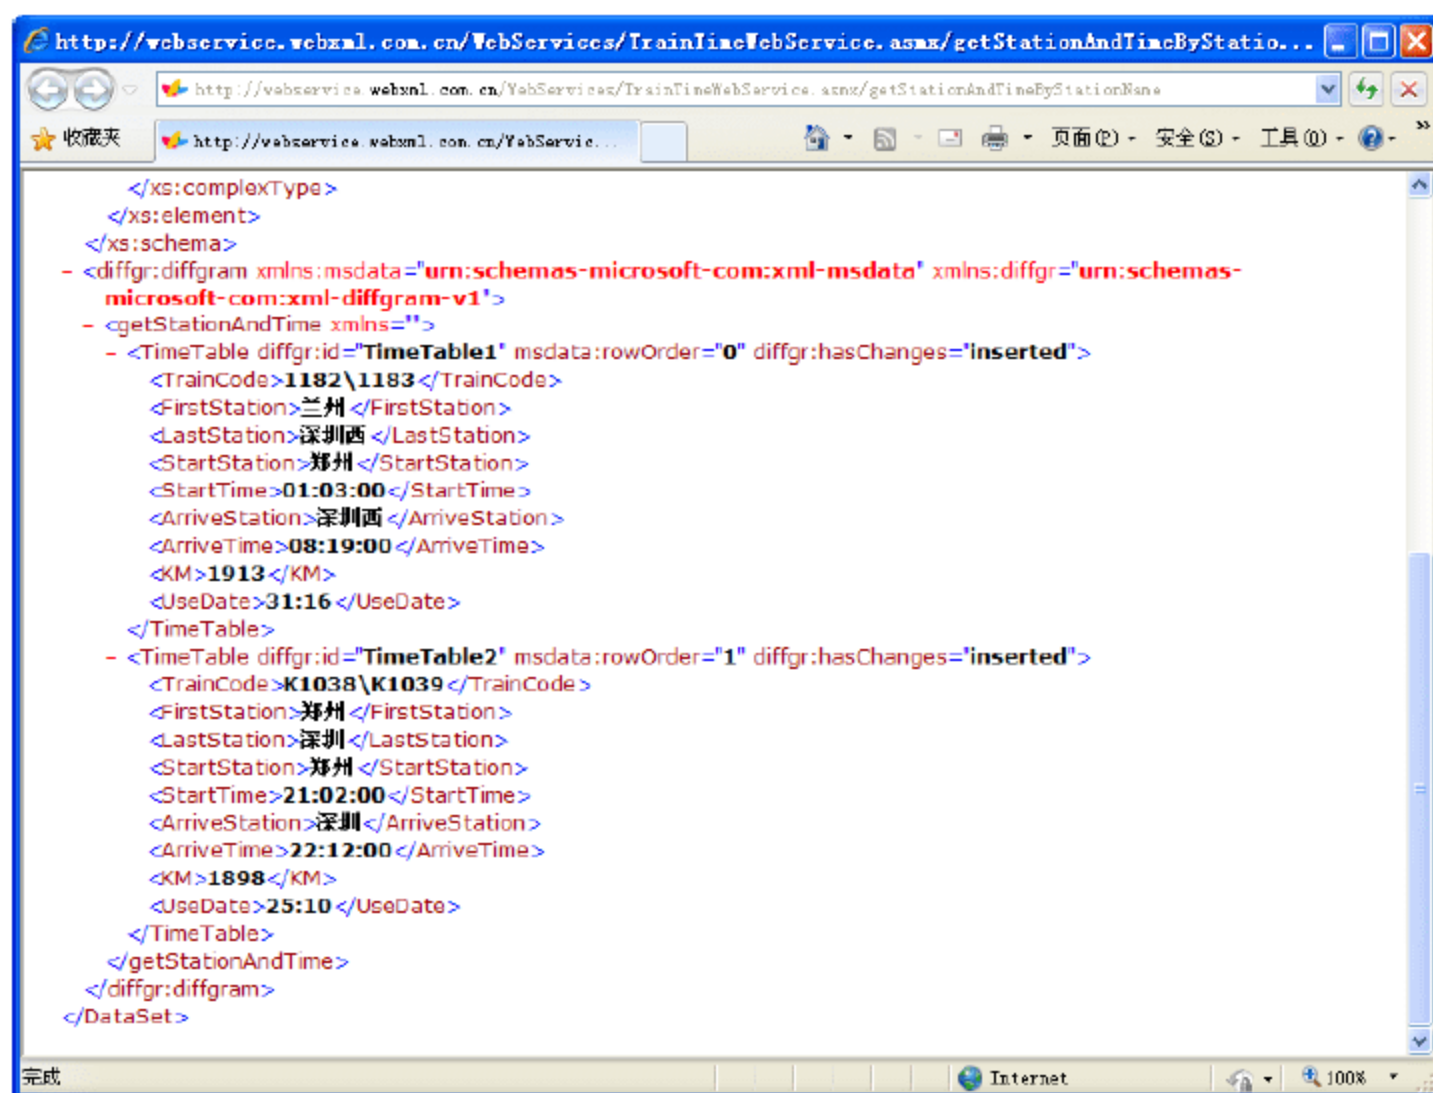 http://webservice.webxml.com.cn/WebServices/TrainTimeWebService.asmx/getStationAndTimeByStatio...
http://webservice.webxml.com.cn/WebServices/TrainTimeWebService.asmx/getStationAndTimeByStationName
收藏夹 http://webservice.webxml.com.cn/WebServic... 页面(P) 安全(S) 工具(O)
</xs:complexType>
</xs:element>
</xs:schema>
- <diffgr:diffgram xmlns:msdata="urn:schemas-microsoft-com:xml-msdata" xmlns:diffgr="urn:schemas-
microsoft-com:xml-diffgram-v1">
- <getStationAndTime xmlns="">
- <TimeTable diffgr:id="TimeTable1" msdata:rowOrder="0" diffgr:hasChanges="inserted">
<TrainCode>1182\1183</TrainCode>
<FirstStation>兰州</FirstStation>
<LastStation>深圳西</LastStation>
<StartStation>郑州</StartStation>
<StartTime>01:03:00</StartTime>
<ArriveStation>深圳西</ArriveStation>
<ArriveTime>08:19:00</ArriveTime>
<KM>1913</KM>
<UseDate>31:16</UseDate>
</TimeTable>
- <TimeTable diffgr:id="TimeTable2" msdata:rowOrder="1" diffgr:hasChanges="inserted">
<TrainCode>K1038\K1039</TrainCode>
<FirstStation>郑州</FirstStation>
<LastStation>深圳</LastStation>
<StartStation>郑州</StartStation>
<StartTime>21:02:00</StartTime>
<ArriveStation>深圳</ArriveStation>
<ArriveTime>22:12:00</ArriveTime>
<KM>1898</KM>
<UseDate>25:10</UseDate>
</TimeTable>
</getStationAndTime>
</diffgr:diffgram>
</DataSet>
完成 Internet 100%